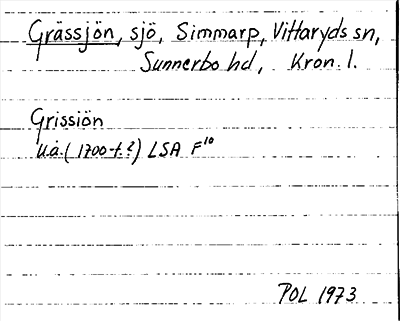 Grässjön, sjö, Simmarp, Vittaryds sn,
Sunnerbo hd, Kron. l.
Grissiön
u.å. (1700-t.?) LSA F¹⁰
POL 1973